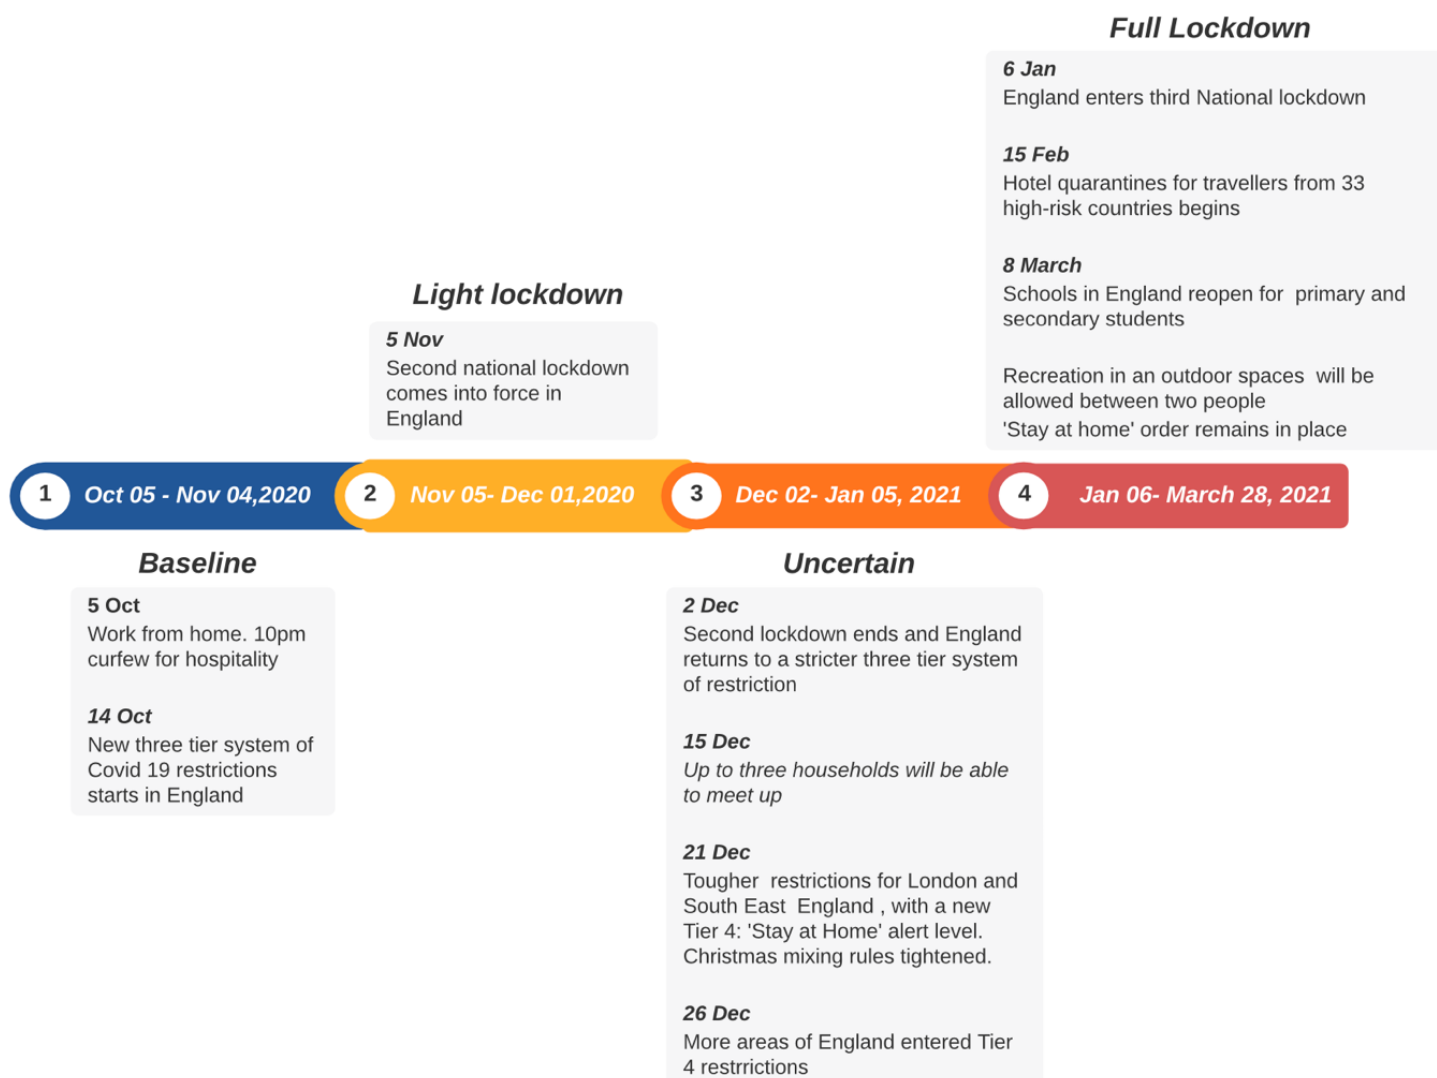 Full Lockdown
6 Jan
England enters third National lockdown
15 Feb
Hotel quarantines for travellers from 33
high-risk countries begins
8 March
Schools in England reopen for  primary and
secondary students
Recreation in an outdoor spaces  will be
allowed between two people
'Stay at home' order remains in place
Light lockdown
5 Nov
Second national lockdown
comes into force in
England
1 Oct 05 - Nov 04,2020
2 Nov 05- Dec 01,2020
3 Dec 02- Jan 05, 2021
4 Jan 06- March 28, 2021
Baseline
5 Oct
Work from home. 10pm
curfew for hospitality
14 Oct
New three tier system of
Covid 19 restrictions
starts in England
Uncertain
2 Dec
Second lockdown ends and England
returns to a stricter three tier system
of restriction
15 Dec
Up to three households will be able
to meet up
21 Dec
Tougher  restrictions for London and
South East  England , with a new
Tier 4: 'Stay at Home' alert level.
Christmas mixing rules tightened.
26 Dec
More areas of England entered Tier
4 restrrictions